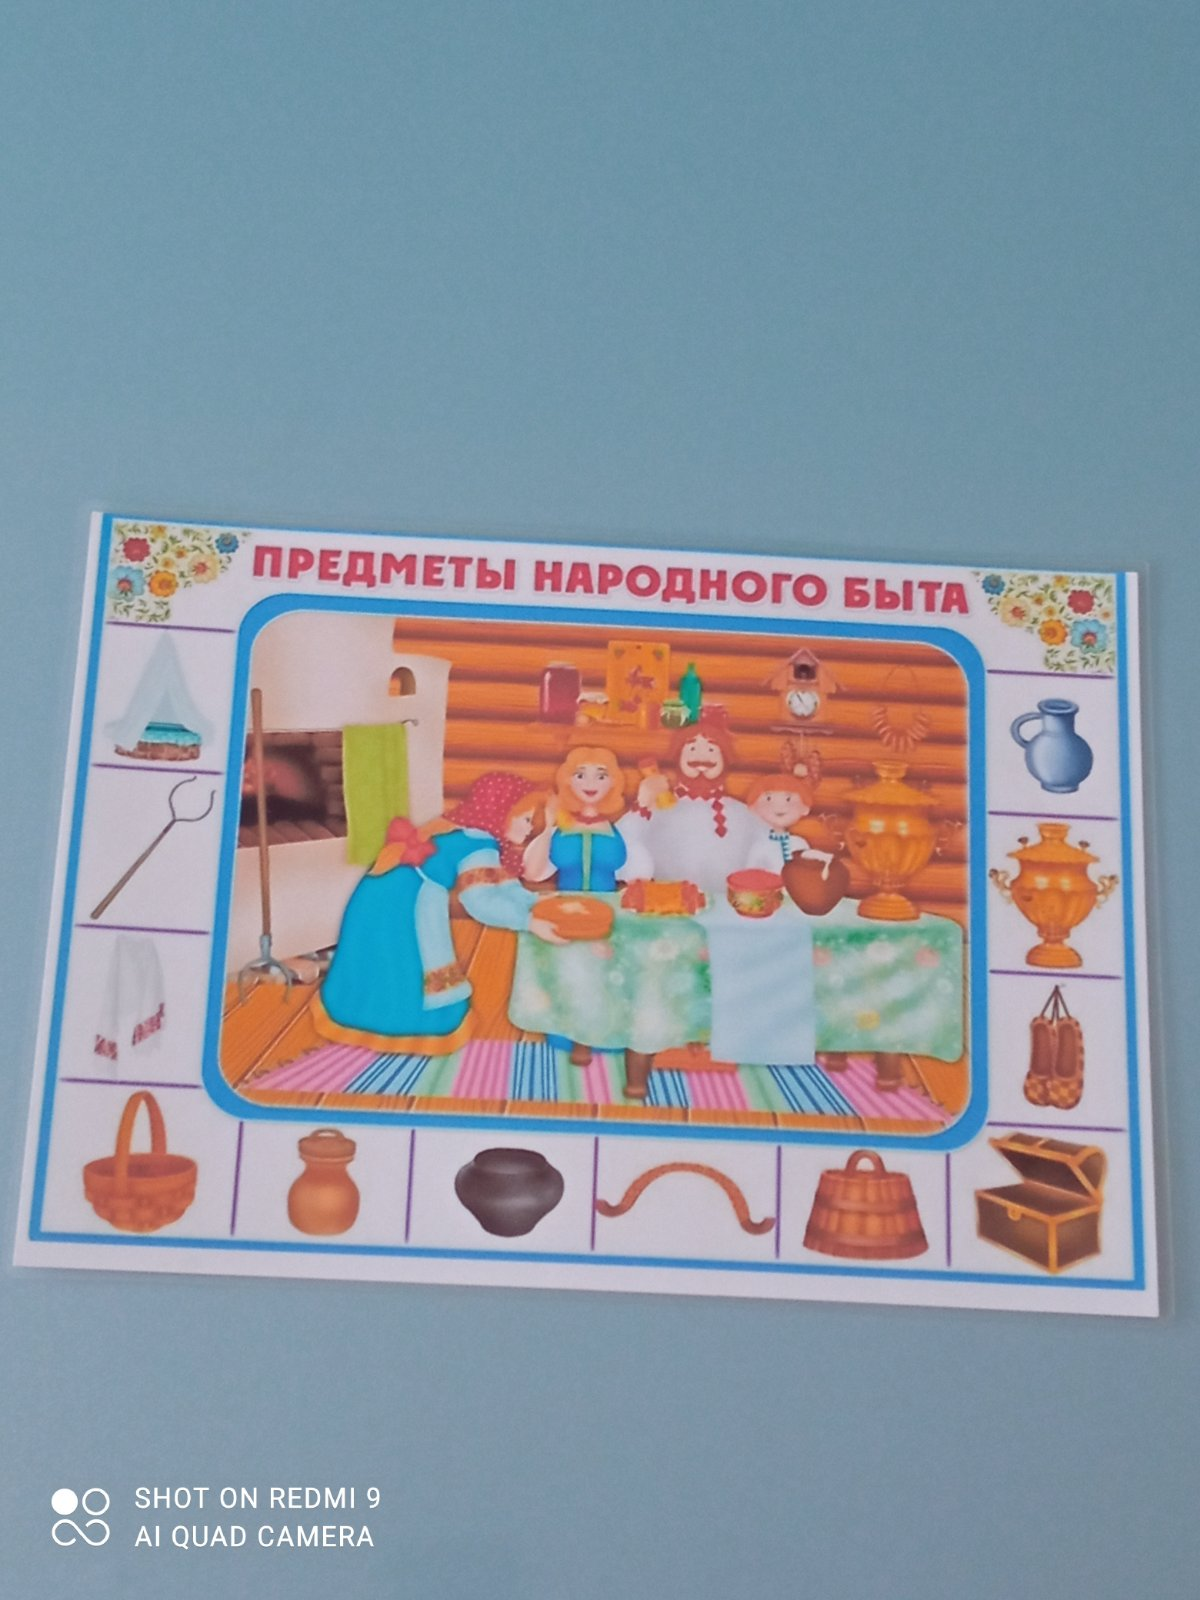 ПРЕДМЕТЫ НАРОДНОГО БЫТА
SHOT ON REDMI 9
AI QUAD CAMERA